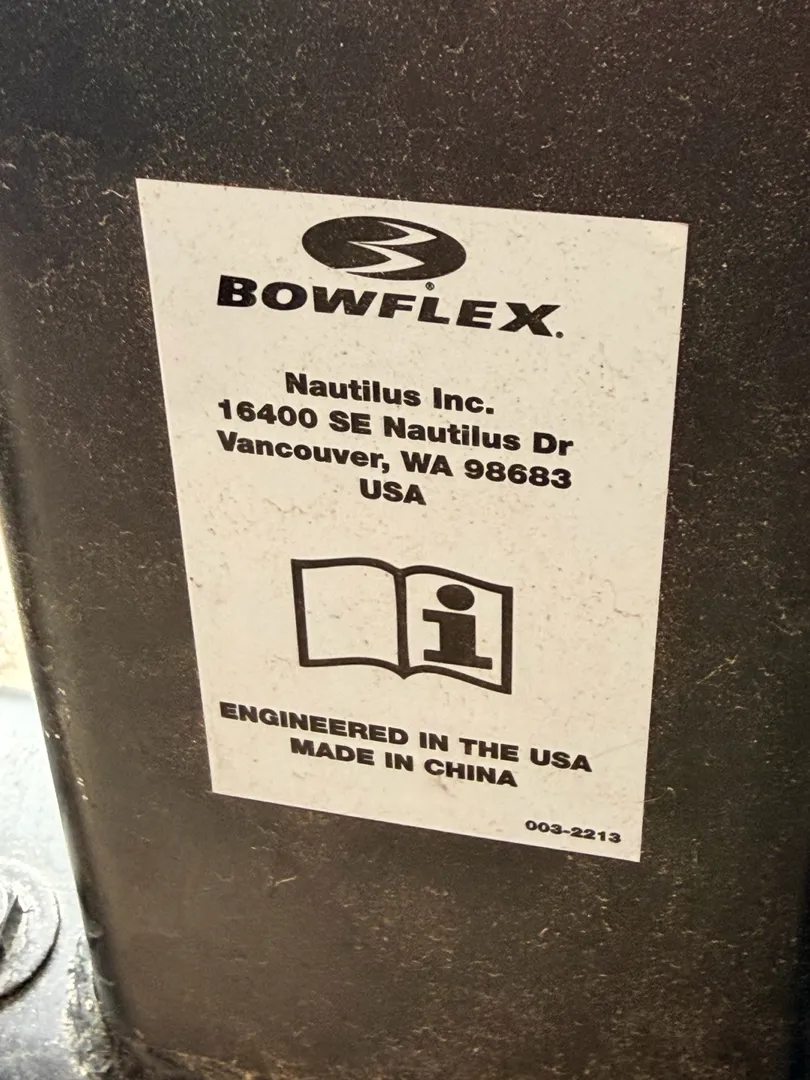 BOWFLEX®.
Nautilus Inc.
16400 SE Nautilus Dr
Vancouver, WA 98683
USA
i
ENGINEERED IN THE USA
MADE IN CHINA
003-2213